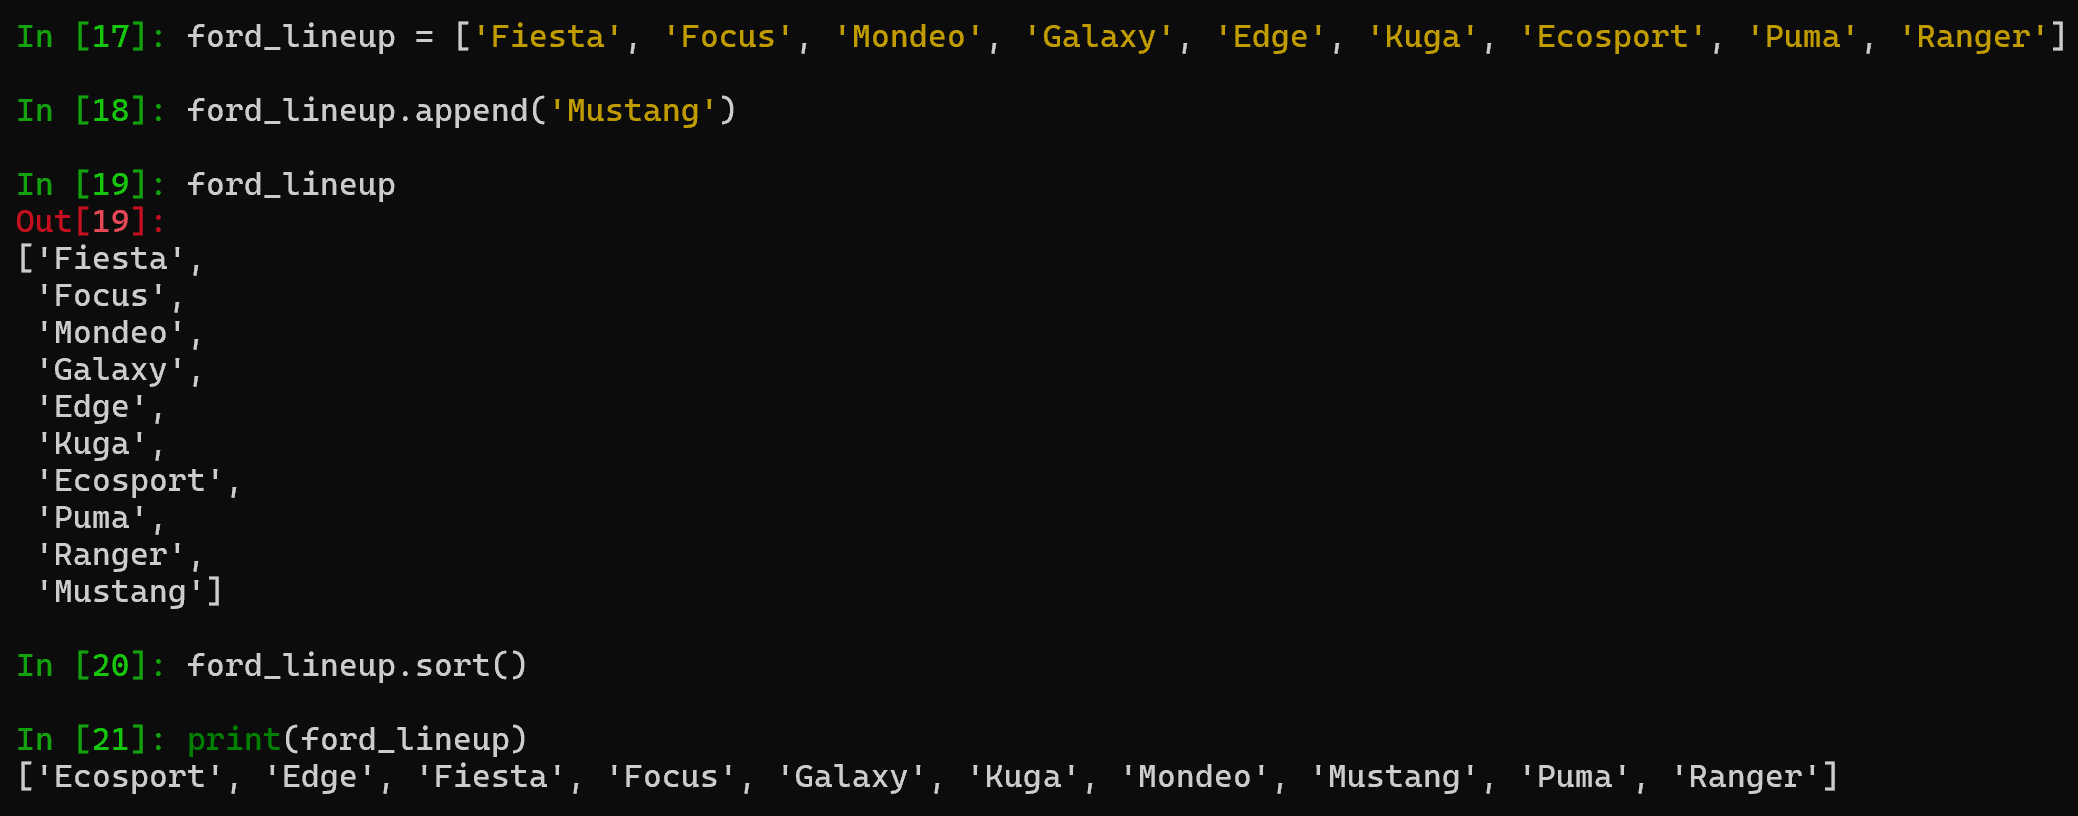 In [17]: ford_lineup = ['Fiesta', 'Focus', 'Mondeo', 'Galaxy', 'Edge', 'Kuga', 'Ecosport', 'Puma', 'Ranger']
In [18]: ford_lineup.append('Mustang')
In [19]: ford_lineup
Out[19]:
['Fiesta',
 'Focus',
 'Mondeo',
 'Galaxy',
 'Edge',
 'Kuga',
 'Ecosport',
 'Puma',
 'Ranger',
 'Mustang']
In [20]: ford_lineup.sort()
In [21]: print(ford_lineup)
['Ecosport', 'Edge', 'Fiesta', 'Focus', 'Galaxy', 'Kuga', 'Mondeo', 'Mustang', 'Puma', 'Ranger']